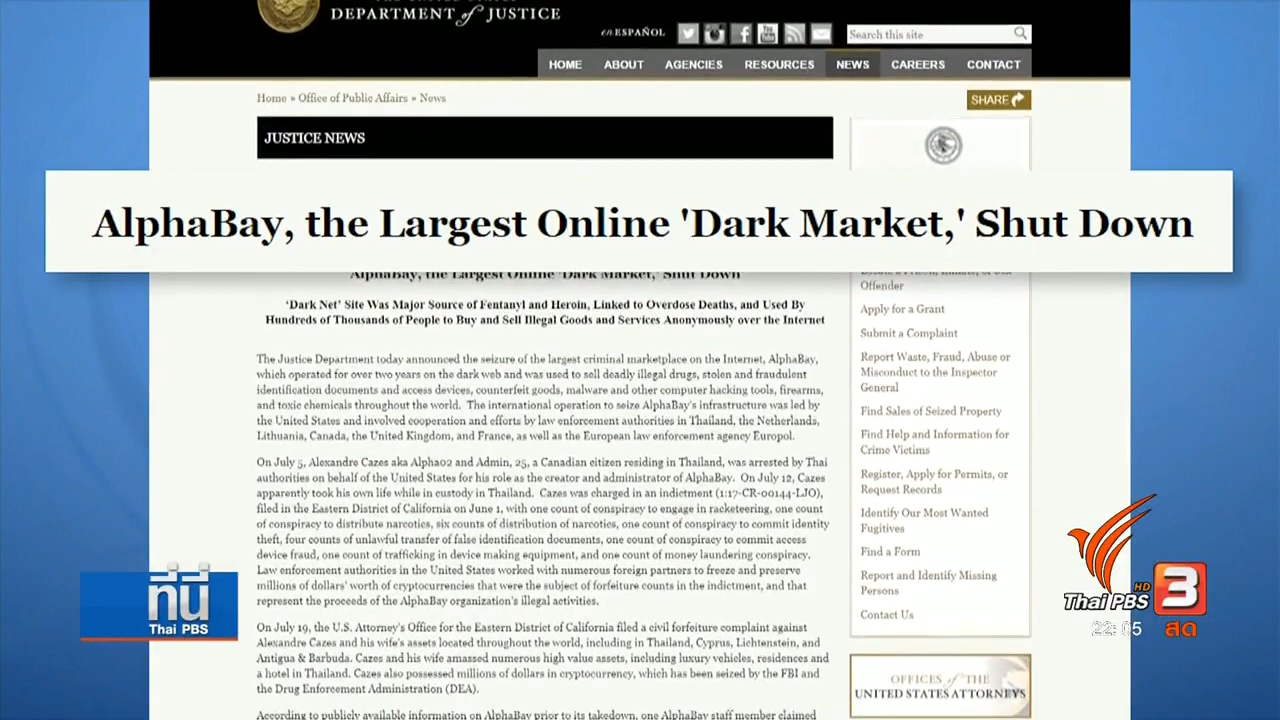 DEPARTMENT of JUSTICE
en ESPAÑOL
Search this site
HOME ABOUT AGENCIES RESOURCES NEWS CAREERS CONTACT
Home » Office of Public Affairs » News
SHARE
JUSTICE NEWS
AlphaBay, the Largest Online 'Dark Market,' Shut Down
AlphaBay, the Largest Online 'Dark Market,' Shut Down
'Dark Net' Site Was Major Source of Fentanyl and Heroin, Linked to Overdose Deaths, and Used By
Hundreds of Thousands of People to Buy and Sell Illegal Goods and Services Anonymously over the Internet
The Justice Department today announced the seizure of the largest criminal marketplace on the Internet, AlphaBay,
which operated for over two years on the dark web and was used to sell deadly illegal drugs, stolen and fraudulent
identification documents and access devices, counterfeit goods, malware and other computer hacking tools, firearms,
and toxic chemicals throughout the world. The international operation to seize AlphaBay's infrastructure was led by
the United States and involved cooperation and efforts by law enforcement authorities in Thailand, the Netherlands,
Lithuania, Canada, the United Kingdom, and France, as well as the European law enforcement agency Europol.
On July 5, Alexandre Cazes aka Alpha02 and Admin, 25, a Canadian citizen residing in Thailand, was arrested by Thai
authorities on behalf of the United States for his role as the creator and administrator of AlphaBay. On July 12, Cazes
apparently took his own life while in custody in Thailand. Cazes was charged in an indictment (1:17-CR-00144-LJO),
filed in the Eastern District of California on June 1, with one count of conspiracy to engage in racketeering, one count
of conspiracy to distribute narcotics, six counts of distribution of narcotics, one count of conspiracy to commit identity
theft, four counts of unlawful transfer of false identification documents, one count of conspiracy to commit access
device fraud, one count of trafficking in device making equipment, and one count of money laundering conspiracy.
Law enforcement authorities in the United States worked with numerous foreign partners to freeze and preserve
millions of dollars' worth of cryptocurrencies that were the subject of forfeiture counts in the indictment, and that
represent the proceeds of the AlphaBay organization's illegal activities.
On July 19, the U.S. Attorney's Office for the Eastern District of California filed a civil forfeiture complaint against
Alexandre Cazes and his wife's assets located throughout the world, including in Thailand, Cyprus, Lichtenstein, and
Antigua & Barbuda. Cazes and his wife amassed numerous high value assets, including luxury vehicles, residences and
a hotel in Thailand. Cazes also possessed millions of dollars in cryptocurrency, which has been seized by the FBI and
the Drug Enforcement Administration (DEA).
According to publicly available information on AlphaBay prior to its takedown, one AlphaBay staff member claimed
Offender
Apply for a Grant
Submit a Complaint
Report Waste, Fraud, Abuse or
Misconduct to the Inspector
General
Find Sales of Seized Property
Find Help and Information for
Crime Victims
Register, Apply for Permits, or
Request Records
Identify Our Most Wanted
Fugitives
Find a Form
Report and Identify Missing
Persons
Contact Us
OFFICES of THE
UNITED STATES ATTORNEYS
ที่นี่
Thai PBS
Thai PBS HD 3
22:05 สด